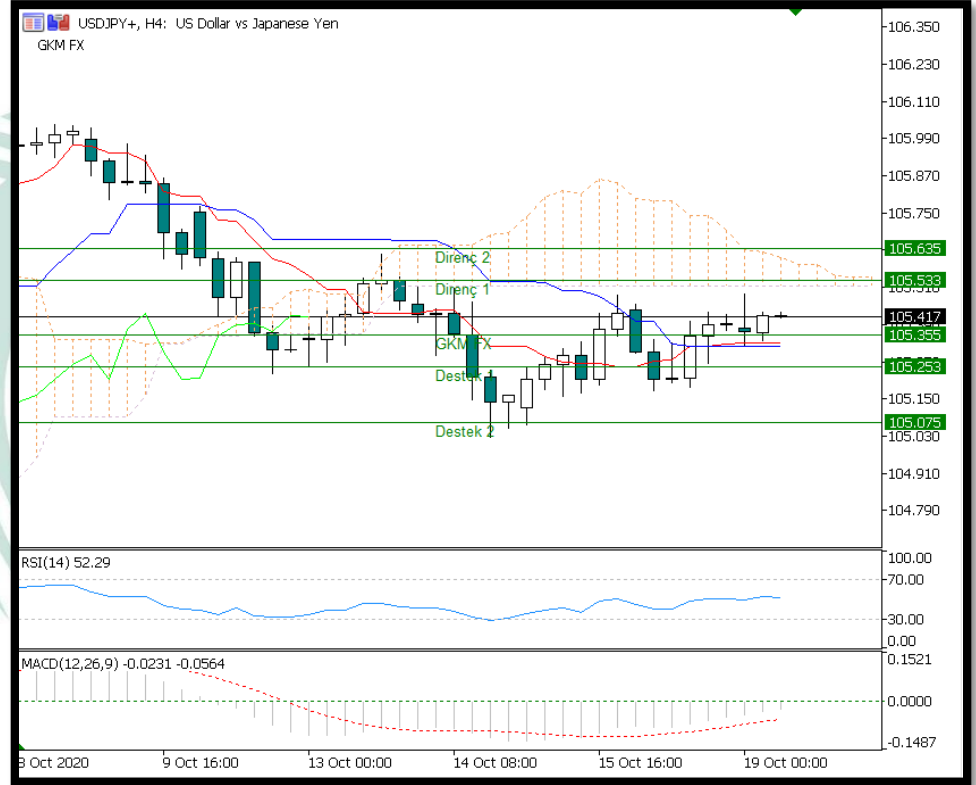 USDJPY+, H4: US Dollar vs Japanese Yen
GKM FX
106.350
106.230
106.110
105.990
105.870
105.750
105.635
Direnç 2
105.533
Direnç 1
105.417
105.355
GKM FX
105.253
Destek
105.150
105.075
Destek 2
105.030
104.910
104.790
RSI(14) 52.29
100.00
70.00
30.00
0.00
MACD(12,26,9) -0.0231 -0.0564
0.1521
0.0000
-0.1487
8 Oct 2020
9 Oct 16:00
13 Oct 00:00
14 Oct 08:00
15 Oct 16:00
19 Oct 00:00